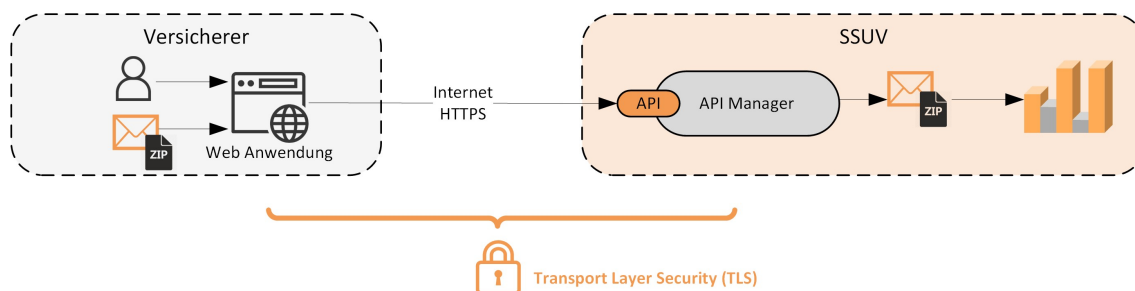 Versicherer
SSUV
Internet
HTTPS
API
API Manager
ZIP
ZIP
Web Anwendung
Transport Layer Security (TLS)